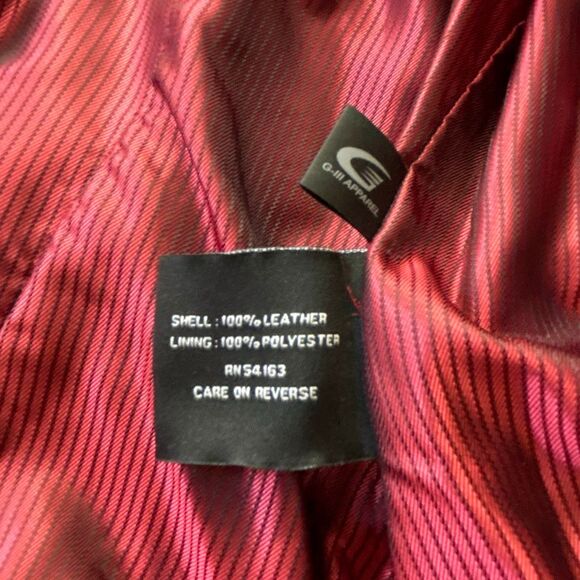 G-III APPAREL
SHELL : 100% LEATHER
LINING : 100% POLYESTER
RN54163
CARE ON REVERSE